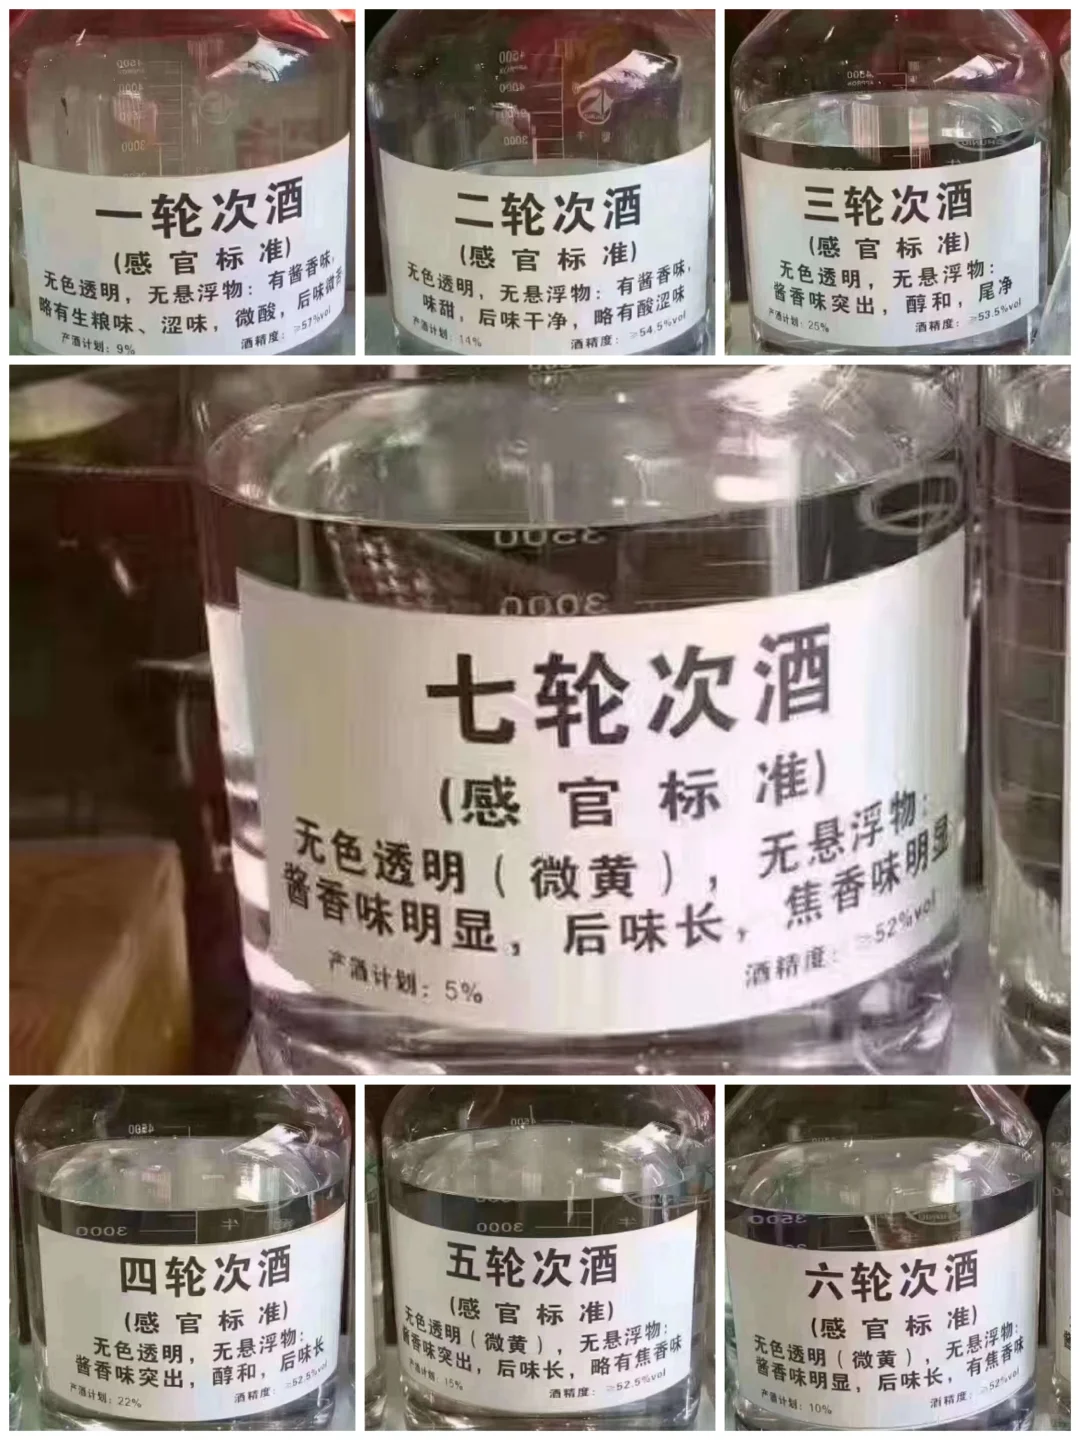 一轮次酒
(感官标准)
无色透明，无悬浮物：有酱香味，
略有生粮味、涩味，微酸，后味微苦
产酒计划：9% 酒精度：≥57%vol
4500
4000
3000
二轮次酒
(感官标准)
无色透明，无悬浮物：有酱香味，
味甜，后味干净，略有酸涩味
产酒计划：14% 酒精度：≥54.5%vol
三轮次酒
(感官标准)
无色透明，无悬浮物：
酱香味突出，醇和，尾净
产酒计划：25% 酒精度：≥53.5%vol
3500
3000
七轮次酒
(感官标准)
无色透明（微黄），无悬浮物：
酱香味明显，后味长，焦香味明显
产酒计划：5% 酒精度：≥52%vol
4500
3000
四轮次酒
(感官标准)
无色透明，无悬浮物：
酱香味突出，醇和，后味长
产酒计划：22% 酒精度：≥52.5%vol
3000
五轮次酒
(感官标准)
无色透明（微黄），无悬浮物：
酱香味突出，后味长，略有焦香味
产酒计划：15% 酒精度：≥52.5%vol
3500
六轮次酒
(感官标准)
无色透明（微黄），无悬浮物：
酱香味明显，后味长，有焦香味
产酒计划：10% 酒精度：≥52%vol